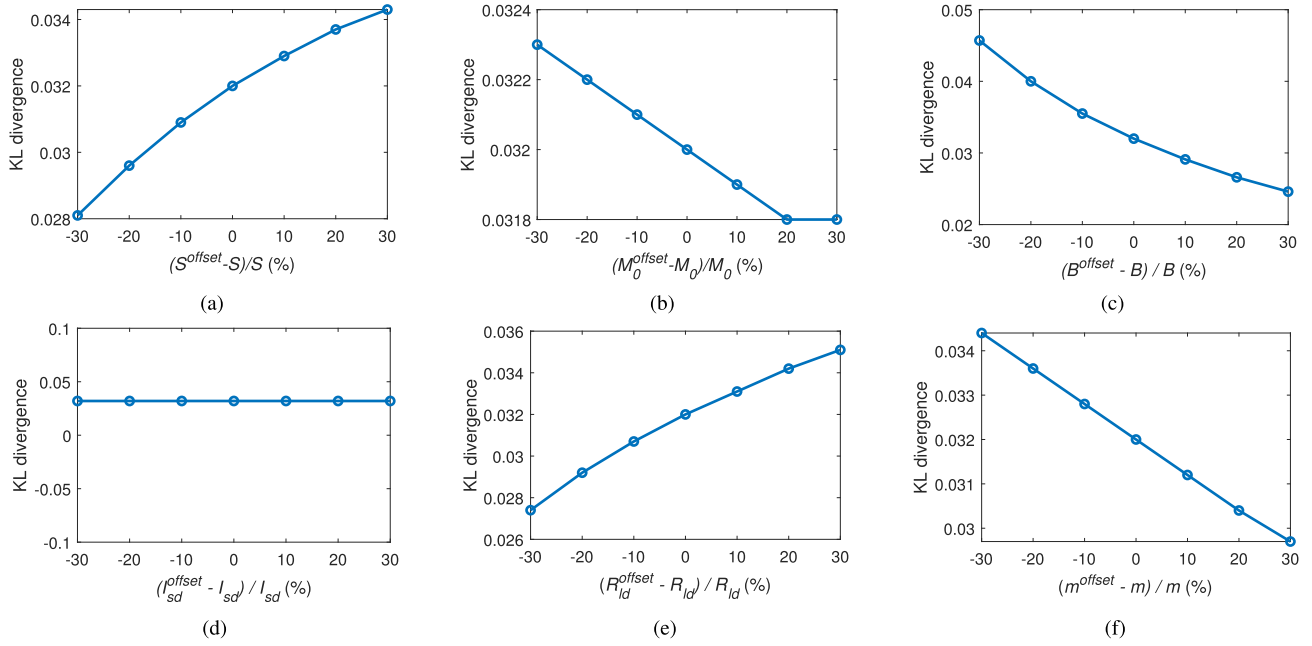 KL divergence
0.034
0.032
0.03
0.028
-30 -20 -10 0 10 20 30
(S^offset-S)/S (%)
(a)
KL divergence
0.0324
0.0322
0.032
0.0318
-30 -20 -10 0 10 20 30
(M_0^offset-M_0)/M_0 (%)
(b)
KL divergence
0.05
0.04
0.03
0.02
-30 -20 -10 0 10 20 30
(B^offset - B) / B (%)
(c)
KL divergence
0.1
0.05
0
-0.05
-0.1
-30 -20 -10 0 10 20 30
(I_sd^offset - I_sd) / I_sd (%)
(d)
KL divergence
0.036
0.034
0.032
0.03
0.028
0.026
-30 -20 -10 0 10 20 30
(R_ld^offset - R_ld) / R_ld (%)
(e)
KL divergence
0.034
0.033
0.032
0.031
0.03
-30 -20 -10 0 10 20 30
(m^offset - m) / m (%)
(f)